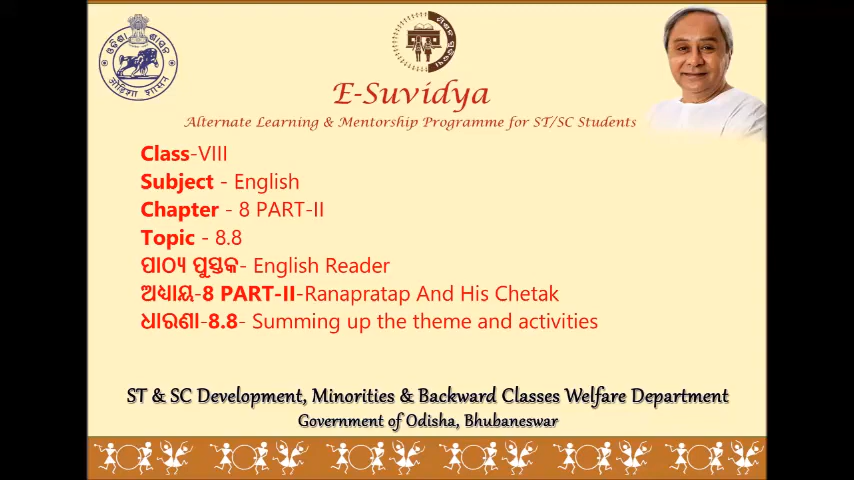 E-Suvidya
Alternate Learning & Mentorship Programme for ST/SC Students
Class-VIII
Subject - English
Chapter - 8 PART-II
Topic - 8.8
ପାଠ୍ୟ ପୁସ୍ତକ- English Reader
ଅଧ୍ୟାୟ-8 PART-II-Ranapratap And His Chetak
ଧାରଣା-8.8- Summing up the theme and activities
ST & SC Development, Minorities & Backward Classes Welfare Department
Government of Odisha, Bhubaneswar